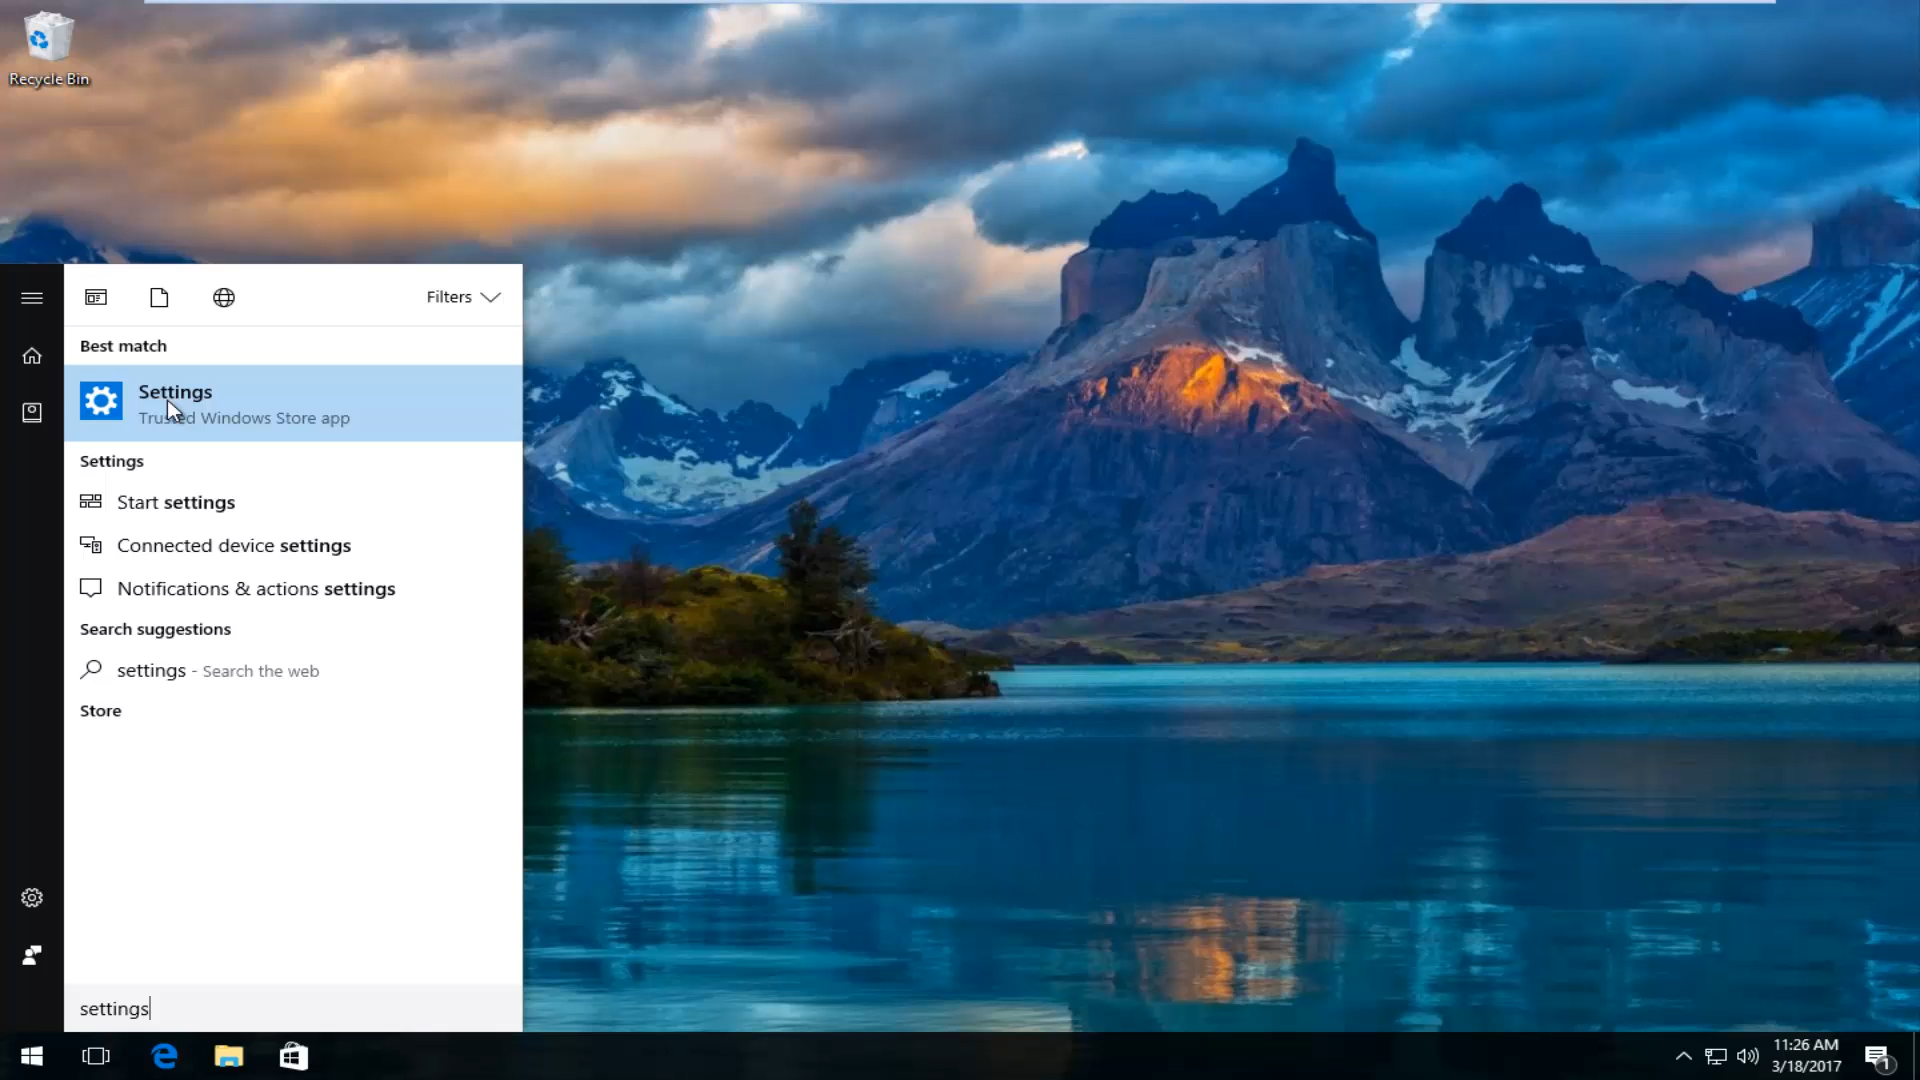 Recycle Bin
Filters
Best match
Settings
Trusted Windows Store app
Settings
Start settings
Connected device settings
Notifications & actions settings
Search suggestions
settings - Search the web
Store
settings
11:26 AM
3/18/2017
1